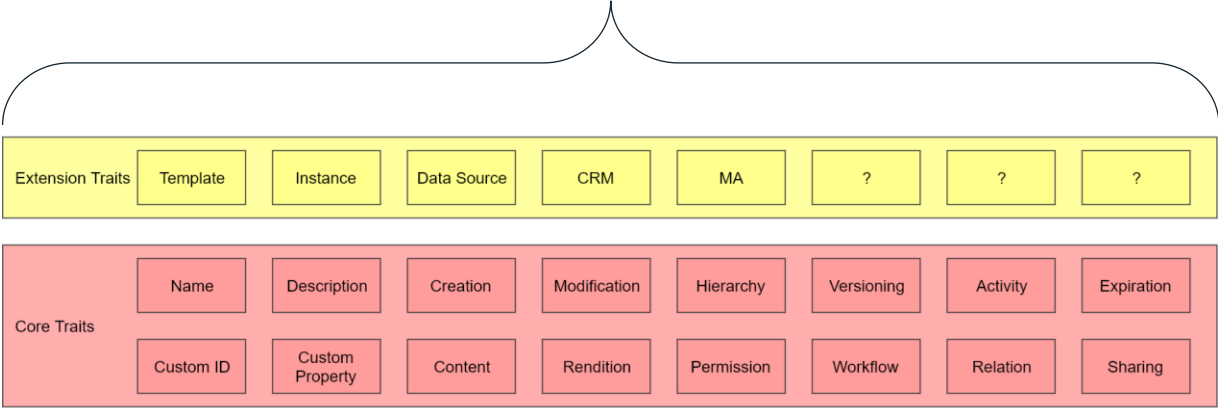 Extension Traits
Template
Instance
Data Source
CRM
MA
?
?
?
Name
Description
Creation
Modification
Hierarchy
Versioning
Activity
Expiration
Core Traits
Custom ID
Custom
Property
Content
Rendition
Permission
Workflow
Relation
Sharing